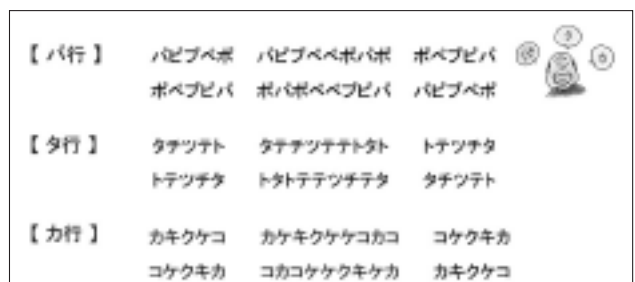 【 パ行 】 パピプペポ パピプペペポパポ ポペプピパ
ポペプピパ ポパポペペプピパ パピプペポ
【 タ行 】 タチツテト タテチツテテトタト トテツチタ
トテツチタ トタトテテツチテタ タチツテト
【 カ行 】 カキクケコ カケキクケケコカコ コケクキカ
コケクキカ コカコケケクキケカ カキクケコ